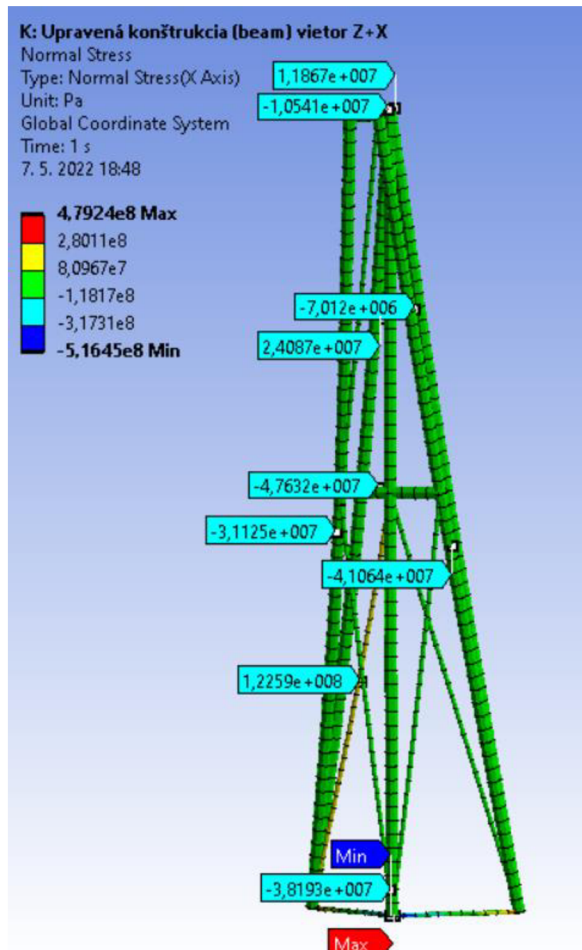 K: Upravená konštrukcia (beam) vietor Z+X
Normal Stress
Type: Normal Stress(X Axis)
Unit: Pa
Global Coordinate System
Time: 1 s
7. 5. 2022 18:48
4,7924e8 Max
2,8011e8
8,0967e7
-1,1817e8
-3,1731e8
-5,1645e8 Min
1,1867e+007
-1,0541e+007
-7,012e+006
2,4087e+007
-4,7632e+007
-3,1125e+007
-4,1064e+007
1,2259e+008
Min
-3,8193e+007
Max